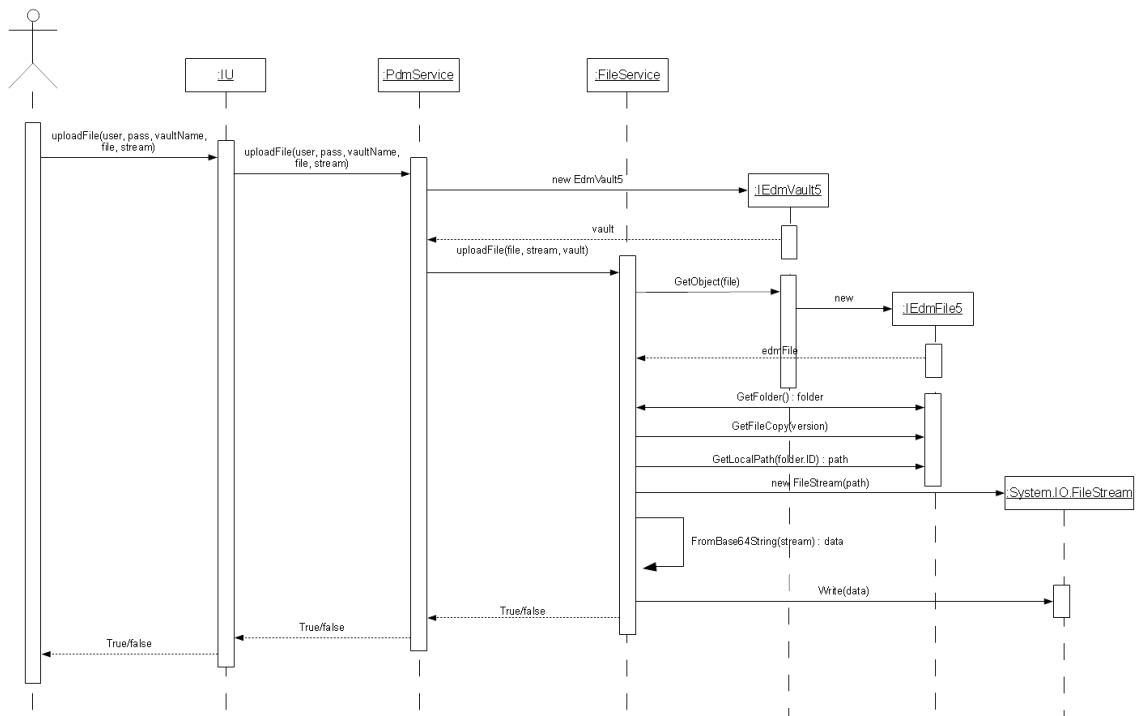 :IU
:PdmService
:FileService
uploadFile(user, pass, vaultName,
file, stream)
uploadFile(user, pass, vaultName,
file, stream)
new EdmVault5
:IEdmVault5
vault
uploadFile(file, stream, vault)
GetObject(file)
new
:IEdmFile5
edmFile
GetFolder() : folder
GetFileCopy(version)
GetLocalPath(folder.ID) : path
new FileStream(path)
:System.IO.FileStream
FromBase64String(stream) : data
Write(data)
True/false
True/false
True/false